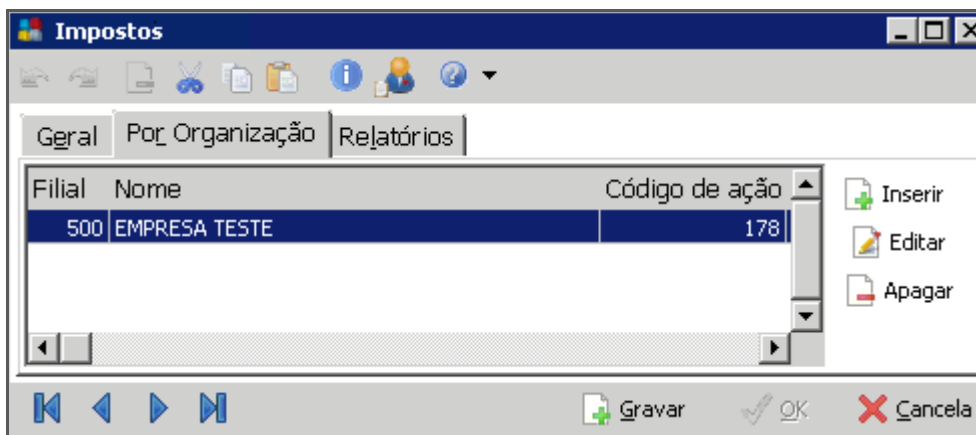 Impostos
Geral Por Organização Relatórios
Filial Nome Código de ação
500 EMPRESA TESTE 178
Inserir
Editar
Apagar
Gravar OK Cancela